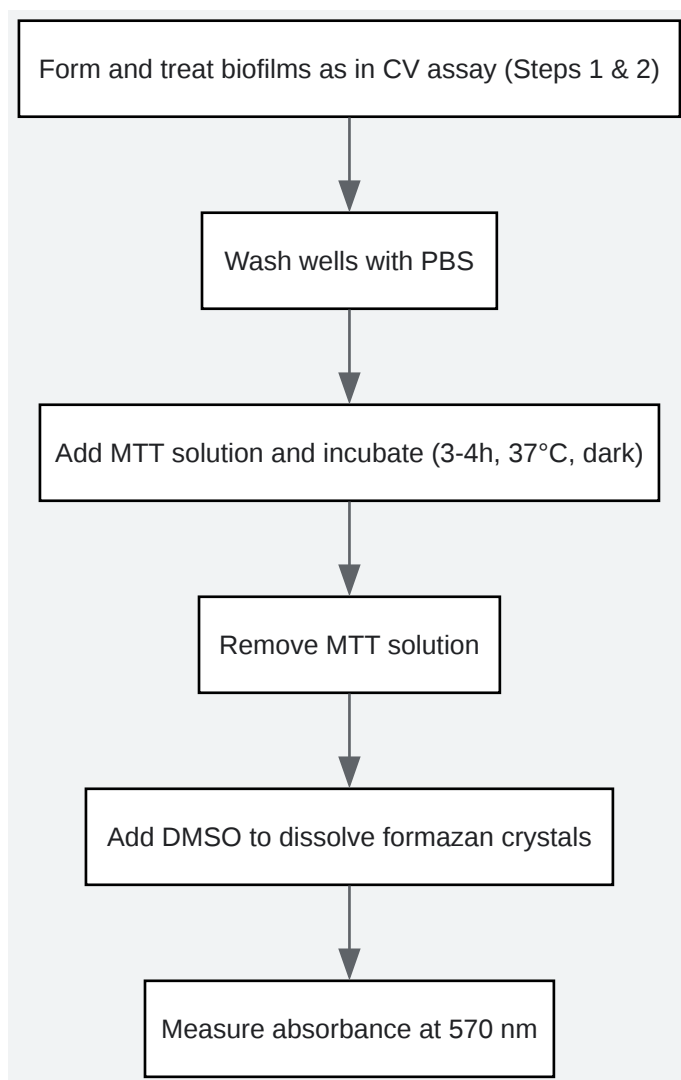 Form and treat biofilms as in CV assay (Steps 1 & 2)
Wash wells with PBS
Add MTT solution and incubate (3-4h, 37°C, dark)
Remove MTT solution
Add DMSO to dissolve formazan crystals
Measure absorbance at 570 nm